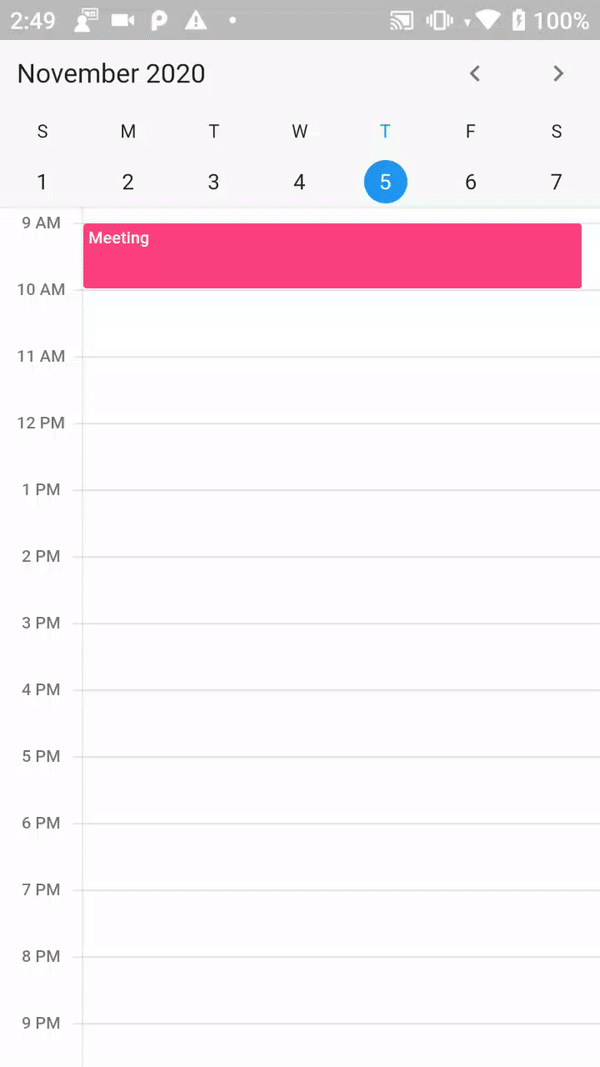 2:49 100%
November 2020
S M T W T F S
1 2 3 4 5 6 7
9 AM
Meeting
10 AM
11 AM
12 PM
1 PM
2 PM
3 PM
4 PM
5 PM
6 PM
7 PM
8 PM
9 PM